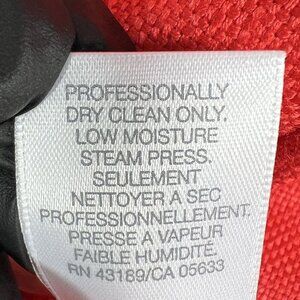 PROFESSIONALLY
DRY CLEAN ONLY.
LOW MOISTURE
STEAM PRESS.
SEULEMENT
NETTOYER A SEC
PROFESSIONNELLEMENT.
PRESSE A VAPEUR
FAIBLE HUMIDITÉ
RN 43189/CA 05633